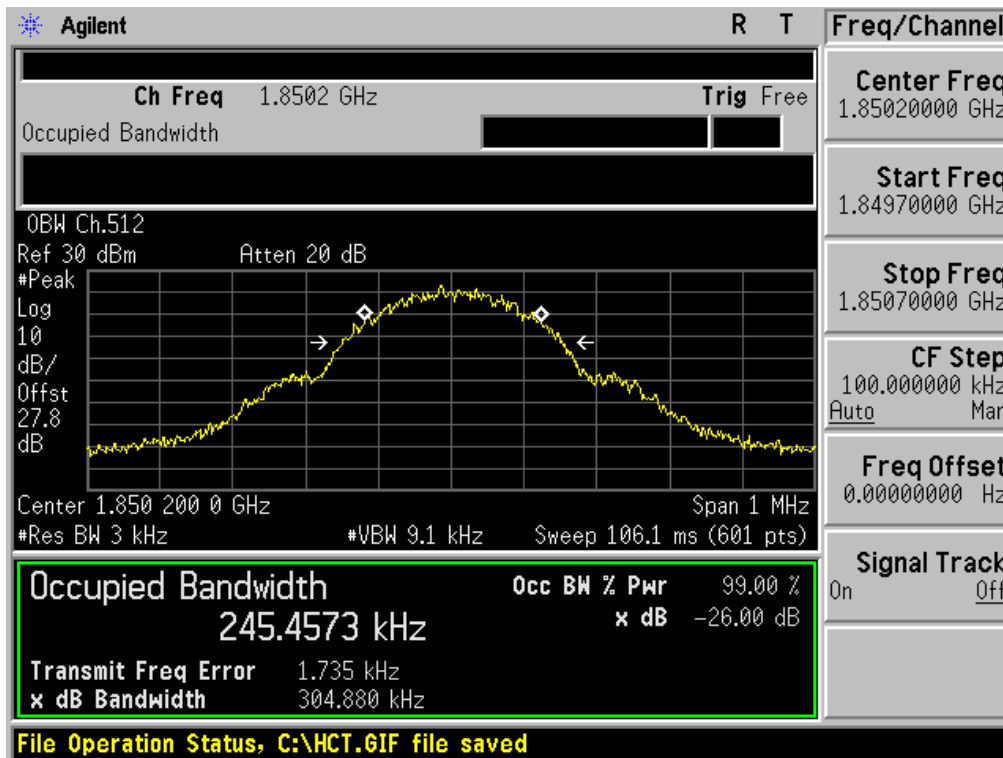 Agilent R T
Ch Freq 1.8502 GHz Trig Free
Occupied Bandwidth
OBW Ch.512
Ref 30 dBm Atten 20 dB
#Peak
Log
10
dB/
Offst
27.8
dB
Center 1.850 200 0 GHz Span 1 MHz
#Res BW 3 kHz #VBW 9.1 kHz Sweep 106.1 ms (601 pts)
Occupied Bandwidth Occ BW % Pwr 99.00 %
245.4573 kHz x dB -26.00 dB
Transmit Freq Error 1.735 kHz
x dB Bandwidth 304.880 kHz
File Operation Status, C:\HCT.GIF file saved
Freq/Channel
Center Freq
1.85020000 GHz
Start Freq
1.84970000 GHz
Stop Freq
1.85070000 GHz
CF Step
100.000000 kHz
Auto Man
Freq Offset
0.00000000 Hz
Signal Track
On Off